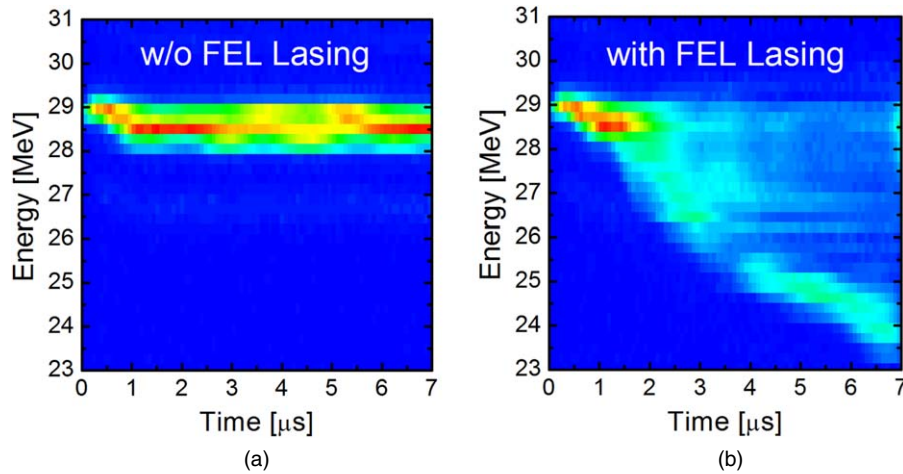 w/o FEL Lasing
31
30
29
28
27
26
25
24
23
Energy [MeV]
0 1 2 3 4 5 6 7
Time [μs]
(a)
with FEL Lasing
31
30
29
28
27
26
25
24
23
Energy [MeV]
0 1 2 3 4 5 6 7
Time [μs]
(b)